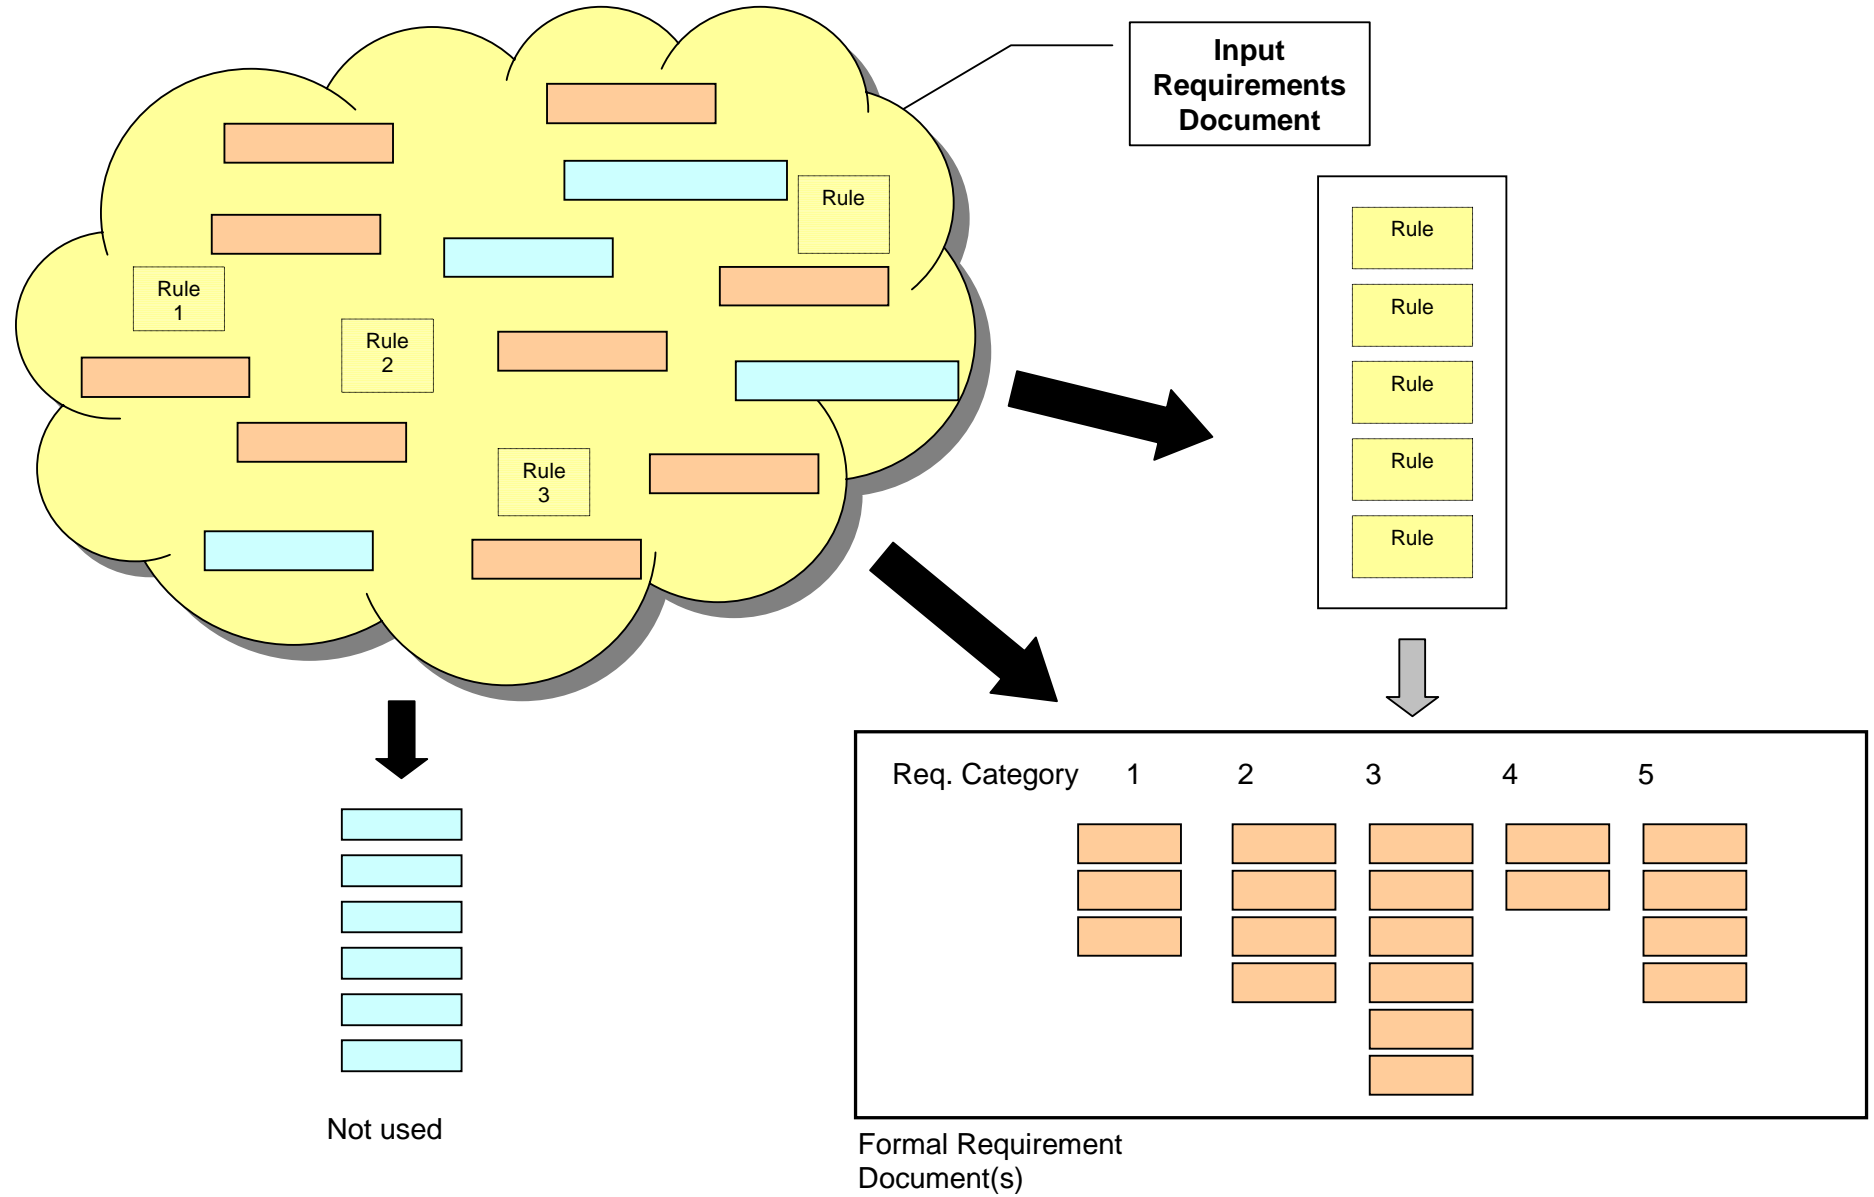 Input
Requirements
Document
Rule
Rule
1
Rule
2
Rule
3
Rule
Rule
Rule
Rule
Rule
Req. Category 1 2 3 4 5
Not used
Formal Requirement
Document(s)